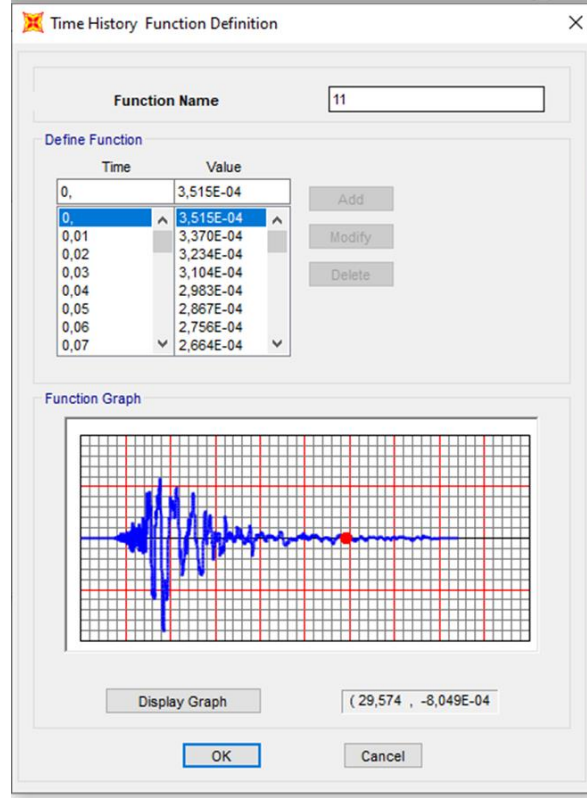 Time History Function Definition
Function Name 11
Define Function
Time Value
0, 3,515E-04 Add
0, 3,515E-04
0,01 3,370E-04 Modify
0,02 3,234E-04
0,03 3,104E-04 Delete
0,04 2,983E-04
0,05 2,867E-04
0,06 2,756E-04
0,07 2,664E-04
Function Graph
Display Graph ( 29,574 , -8,049E-04
OK Cancel